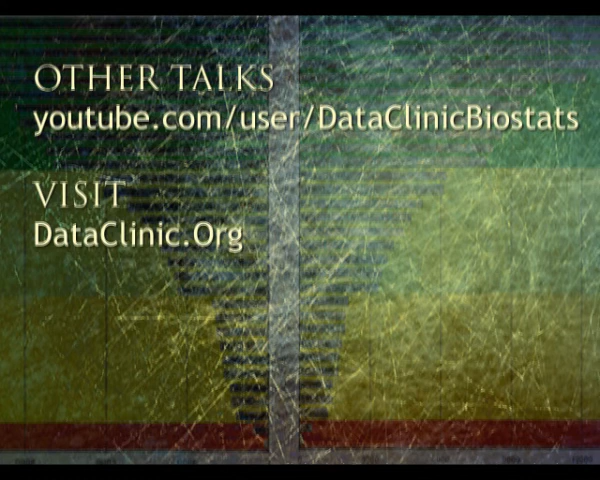 OTHER TALKS
youtube.com/user/DataClinicBiostats
VISIT
DataClinic.Org